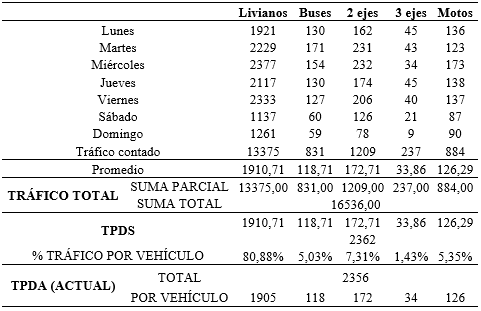 Livianos Buses 2 ejes 3 ejes Motos
Lunes 1921 130 162 45 136
Martes 2229 171 231 43 123
Miércoles 2377 154 232 34 173
Jueves 2117 130 174 45 138
Viernes 2333 127 206 40 137
Sábado 1137 60 126 21 87
Domingo 1261 59 78 9 90
Tráfico contado 13375 831 1209 237 884
Promedio 1910,71 118,71 172,71 33,86 126,29
TRÁFICO TOTAL SUMA PARCIAL 13375,00 831,00 1209,00 237,00 884,00
SUMA TOTAL 16536,00
TPDS 1910,71 118,71 172,71 33,86 126,29
2362
% TRÁFICO POR VEHÍCULO 80,88% 5,03% 7,31% 1,43% 5,35%
TPDA (ACTUAL) TOTAL 2356
POR VEHÍCULO 1905 118 172 34 126